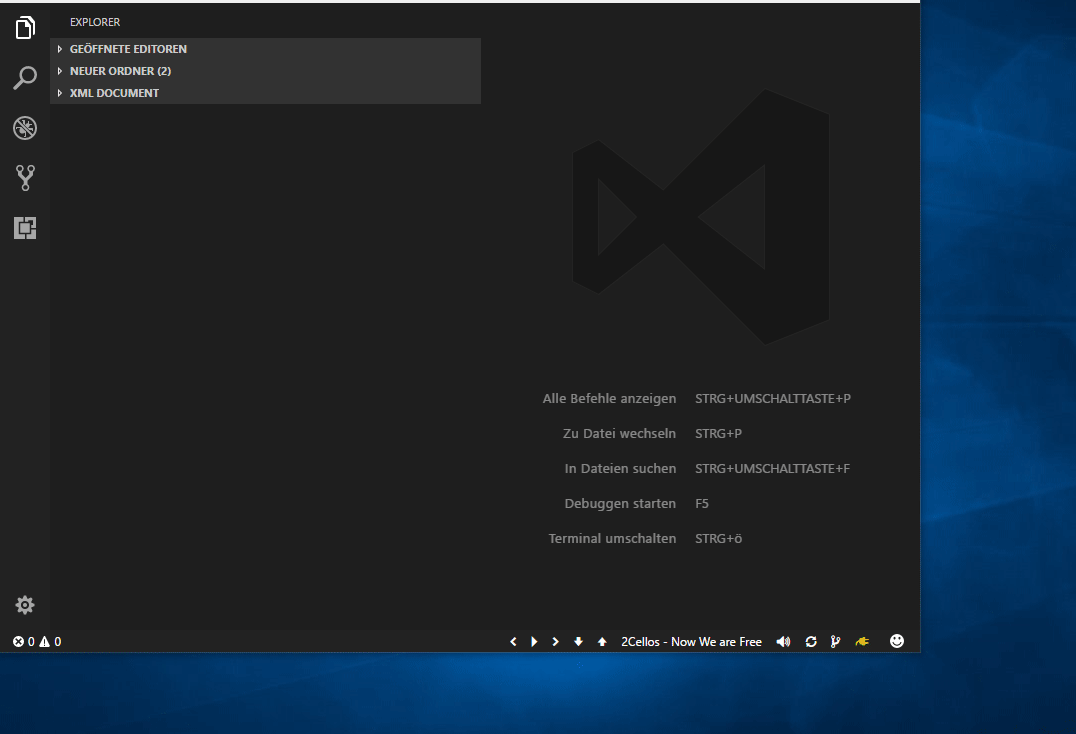 EXPLORER
GEÖFFNETE EDITOREN
NEUER ORDNER (2)
XML DOCUMENT
Alle Befehle anzeigen STRG+UMSCHALTTASTE+P
Zu Datei wechseln STRG+P
In Dateien suchen STRG+UMSCHALTTASTE+F
Debuggen starten F5
Terminal umschalten STRG+ö
0 0 2Cellos - Now We are Free